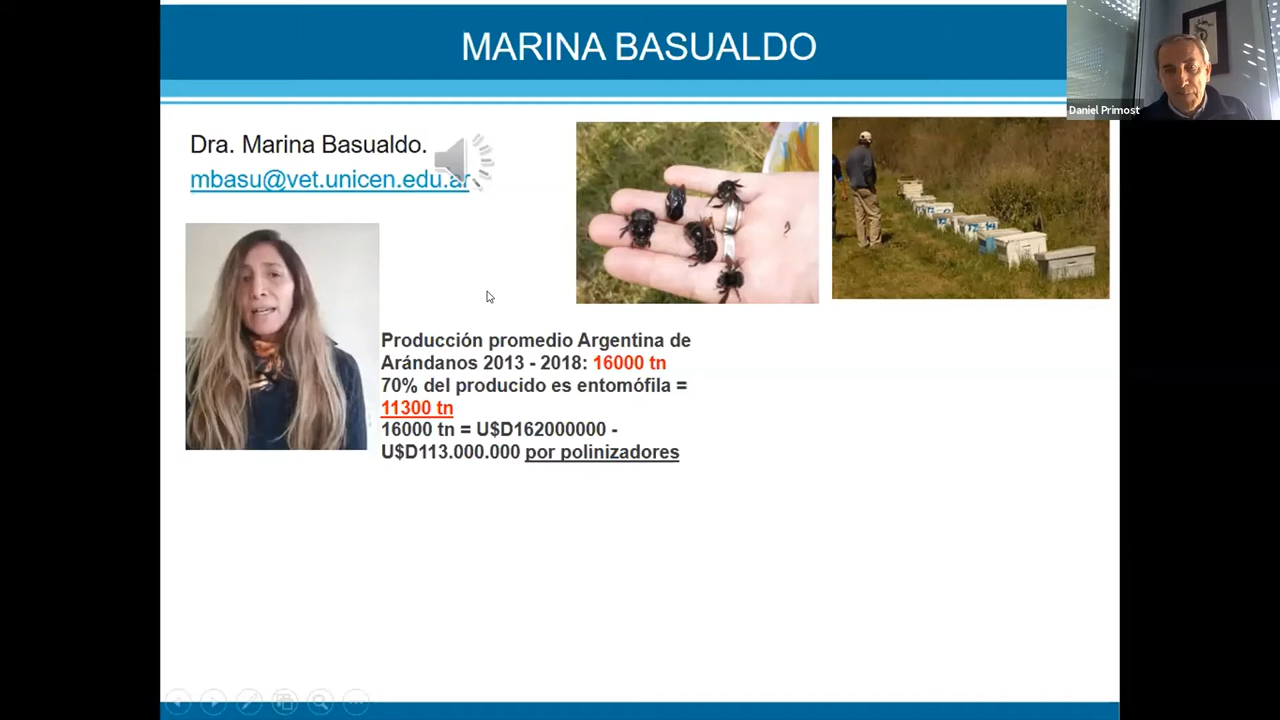 MARINA BASUALDO
Daniel Primost
Dra. Marina Basualdo.
mbasu@vet.unicen.edu.ar
Producción promedio Argentina de
Arándanos 2013 - 2018: 16000 tn
70% del producido es entomófila =
11300 tn
16000 tn = U$D162000000 -
U$D113.000.000 por polinizadores